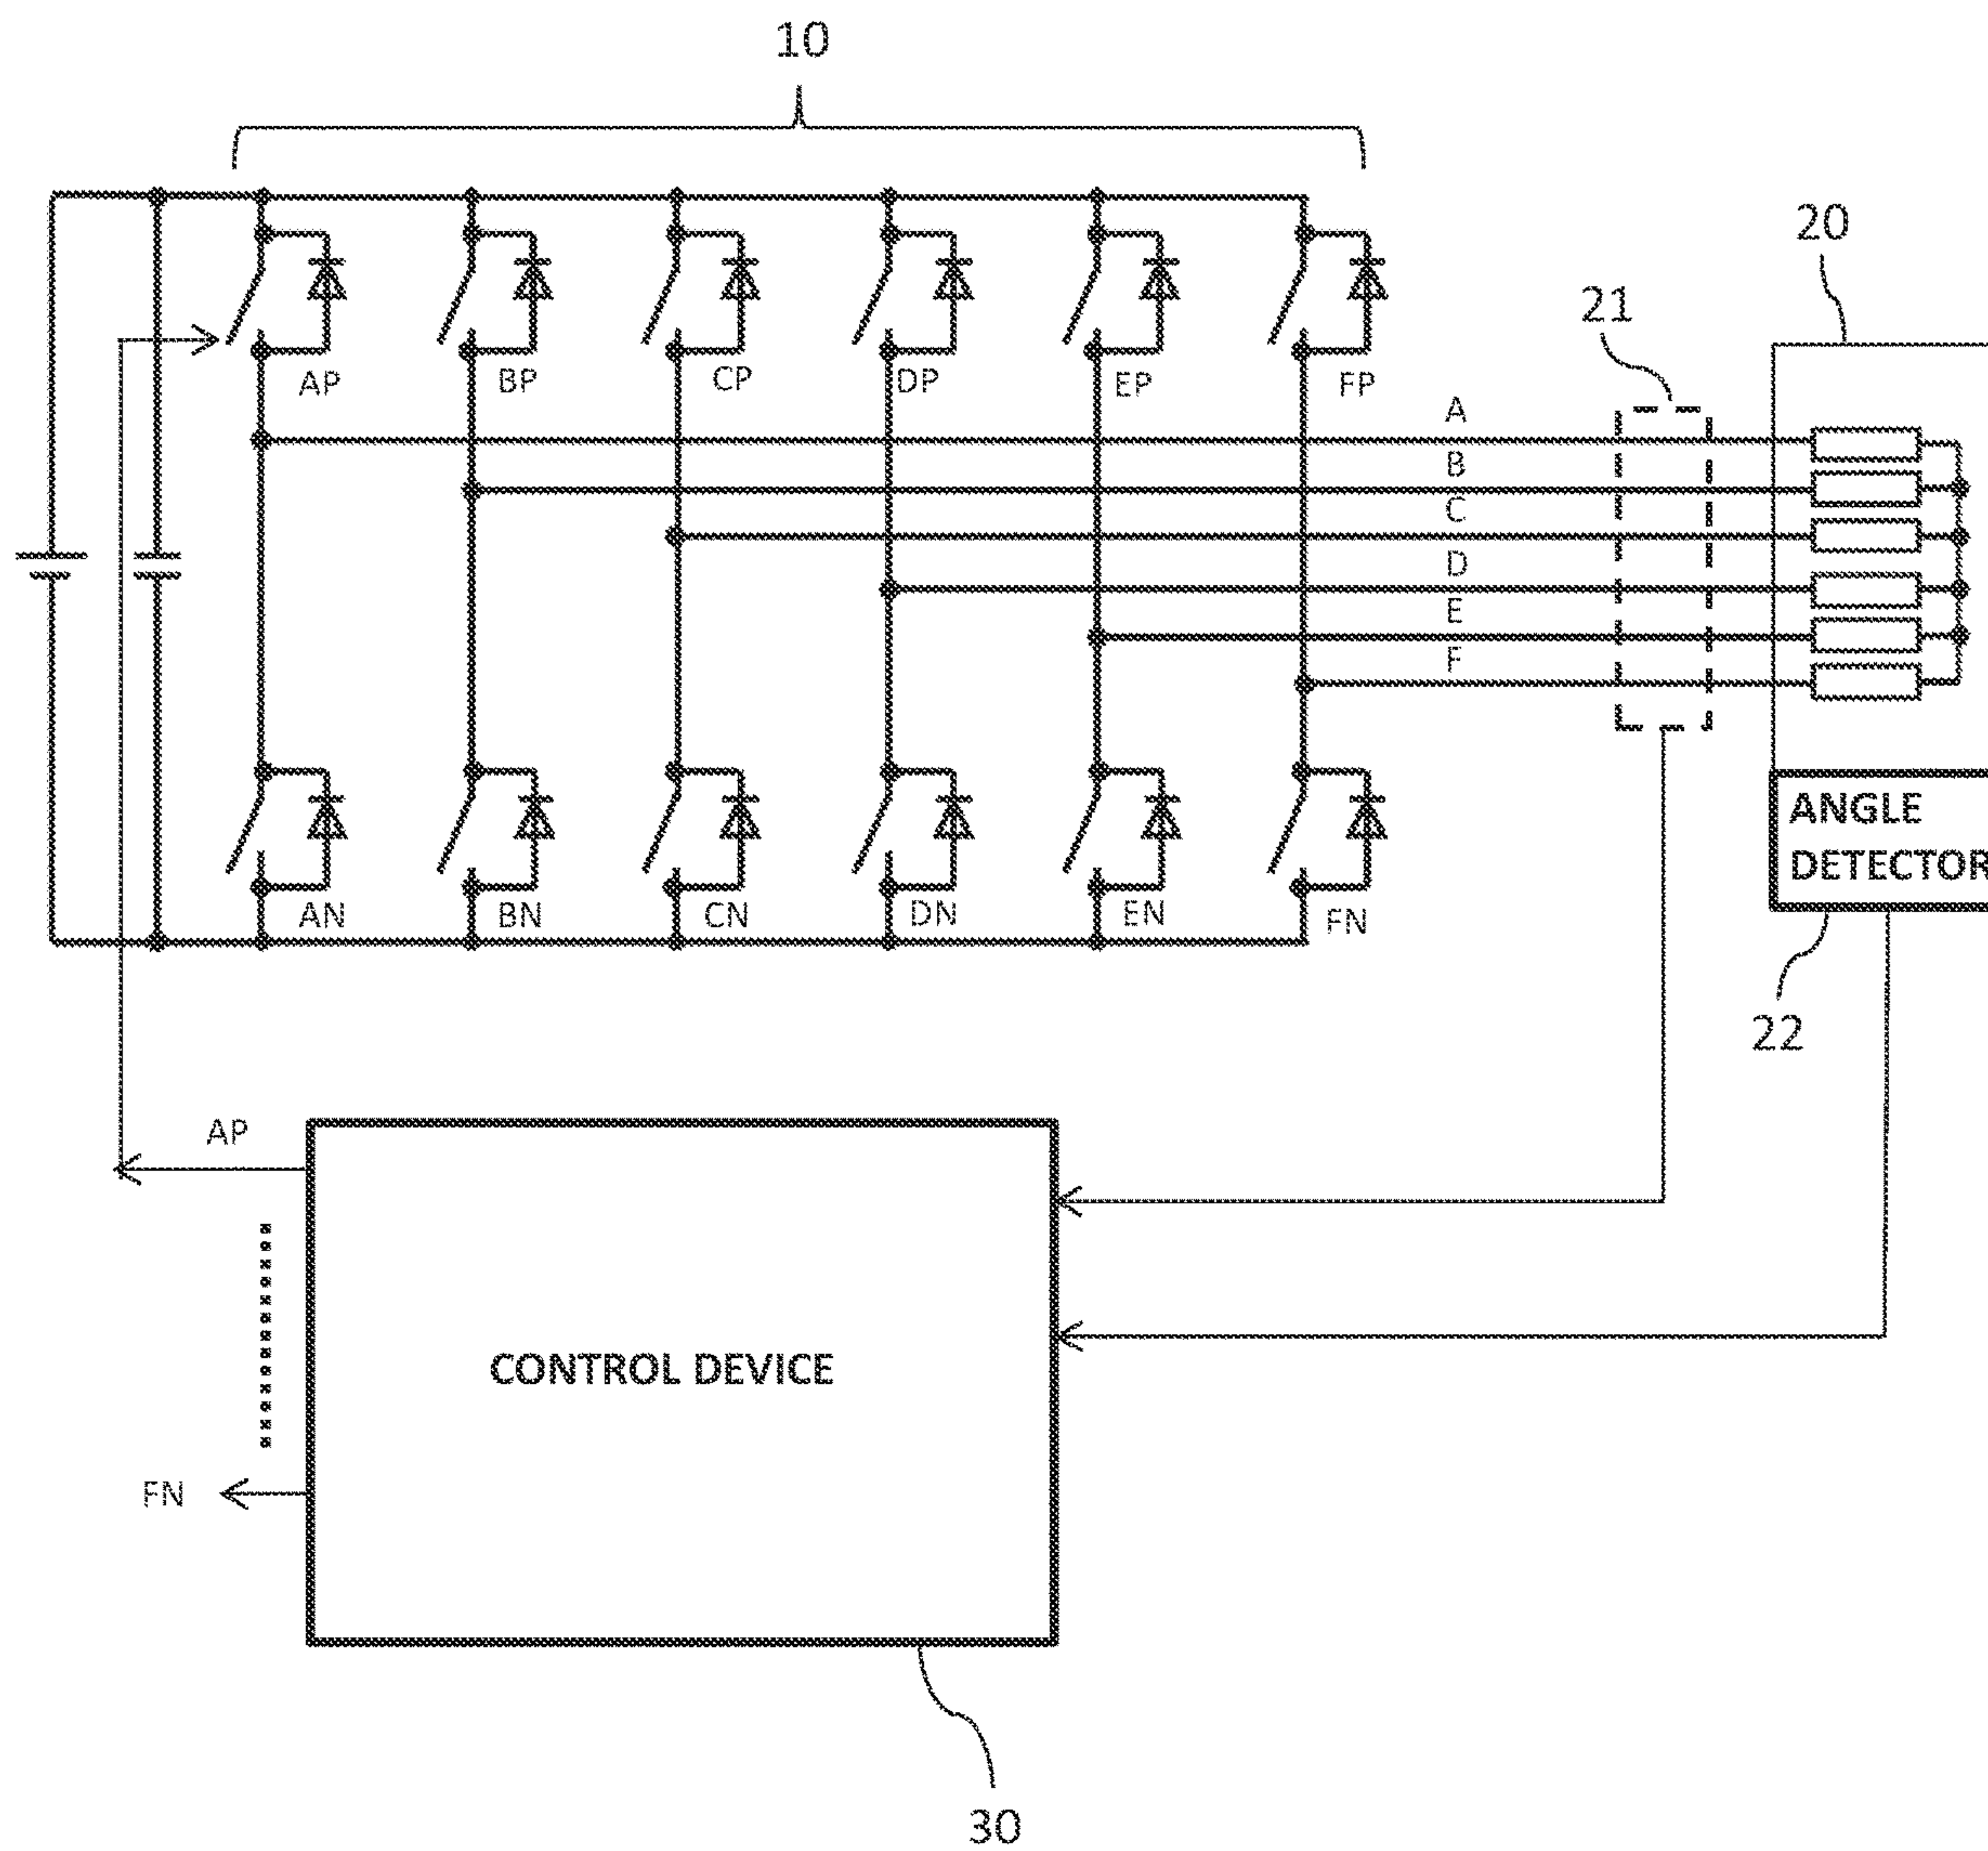 10
20
21
AP BP CP DP EP FP
A
B
C
D
E
F
ANGLE
DETECTOR
AN BN CN DN EN FN
22
AP
CONTROL DEVICE
FN
30